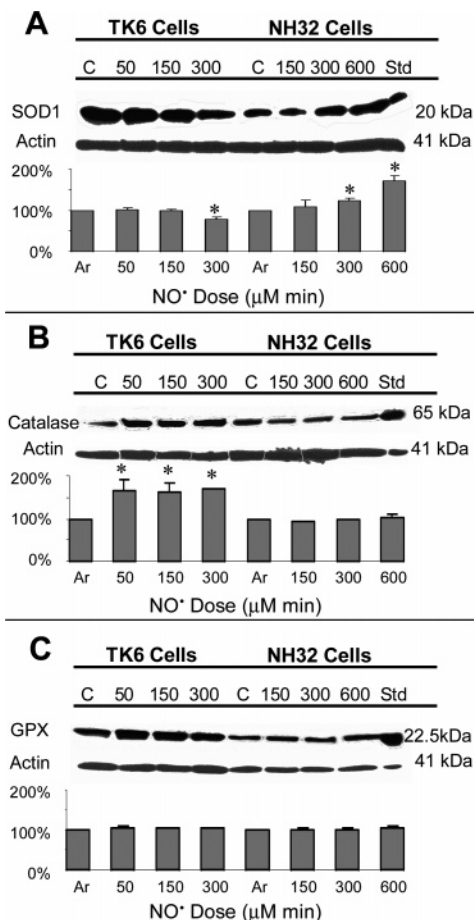 A
TK6 Cells NH32 Cells
C 50 150 300 C 150 300 600 Std
SOD1 20 kDa
Actin 41 kDa
200%
* * *
100%
0%
Ar 50 150 300 Ar 150 300 600
NO• Dose (μM min)
B
TK6 Cells NH32 Cells
C 50 150 300 C 150 300 600 Std
Catalase 65 kDa
Actin 41 kDa
200%
* * *
100%
0%
Ar 50 150 300 Ar 150 300 600
NO• Dose (μM min)
C
TK6 Cells NH32 Cells
C 50 150 300 C 150 300 600 Std
GPX 22.5kDa
Actin 41 kDa
200%
100%
0%
Ar 50 150 300 Ar 150 300 600
NO• Dose (μM min)